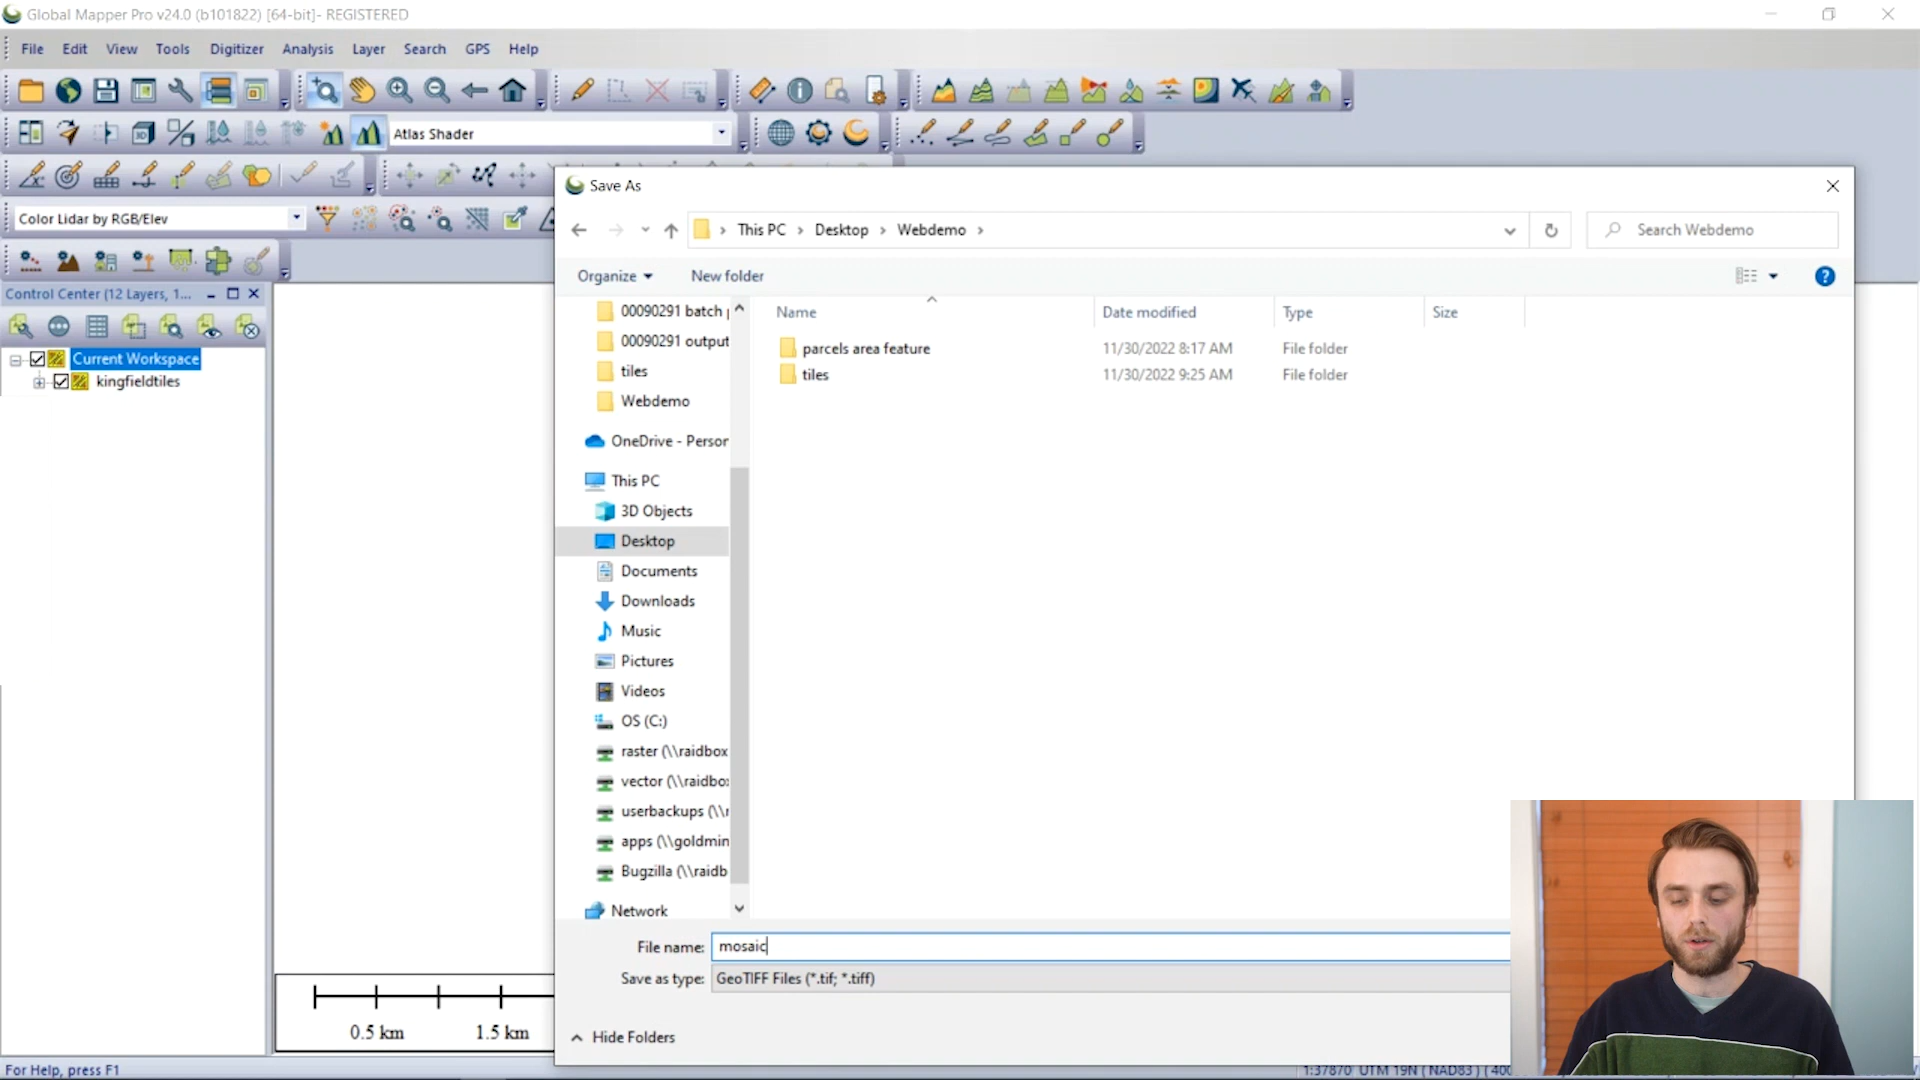 Global Mapper Pro v24.0 (b101822) [64-bit]- REGISTERED
File Edit View Tools Digitizer Analysis Layer Search GPS Help
Atlas Shader
Color Lidar by RGB/Elev
Control Center (12 Layers, 1...
Current Workspace
kingfieldtiles
Save As
This PC Desktop Webdemo
Search Webdemo
Organize New folder
Name Date modified Type Size
parcels area feature 11/30/2022 8:17 AM File folder
tiles 11/30/2022 9:25 AM File folder
00090291 batch
00090291 output
tiles
Webdemo
OneDrive - Person
This PC
3D Objects
Desktop
Documents
Downloads
Music
Pictures
Videos
OS (C:)
raster (\\raidbox
vector (\\raidbo
userbackups (\\r
apps (\\goldmin
Bugzilla (\\raidb
Network
File name: mosaic
Save as type: GeoTIFF Files (*.tif; *.tiff)
Hide Folders
0.5 km 1.5 km
For Help, press F1
1:37870 UTM 19N ( NAD83 ) ( 400